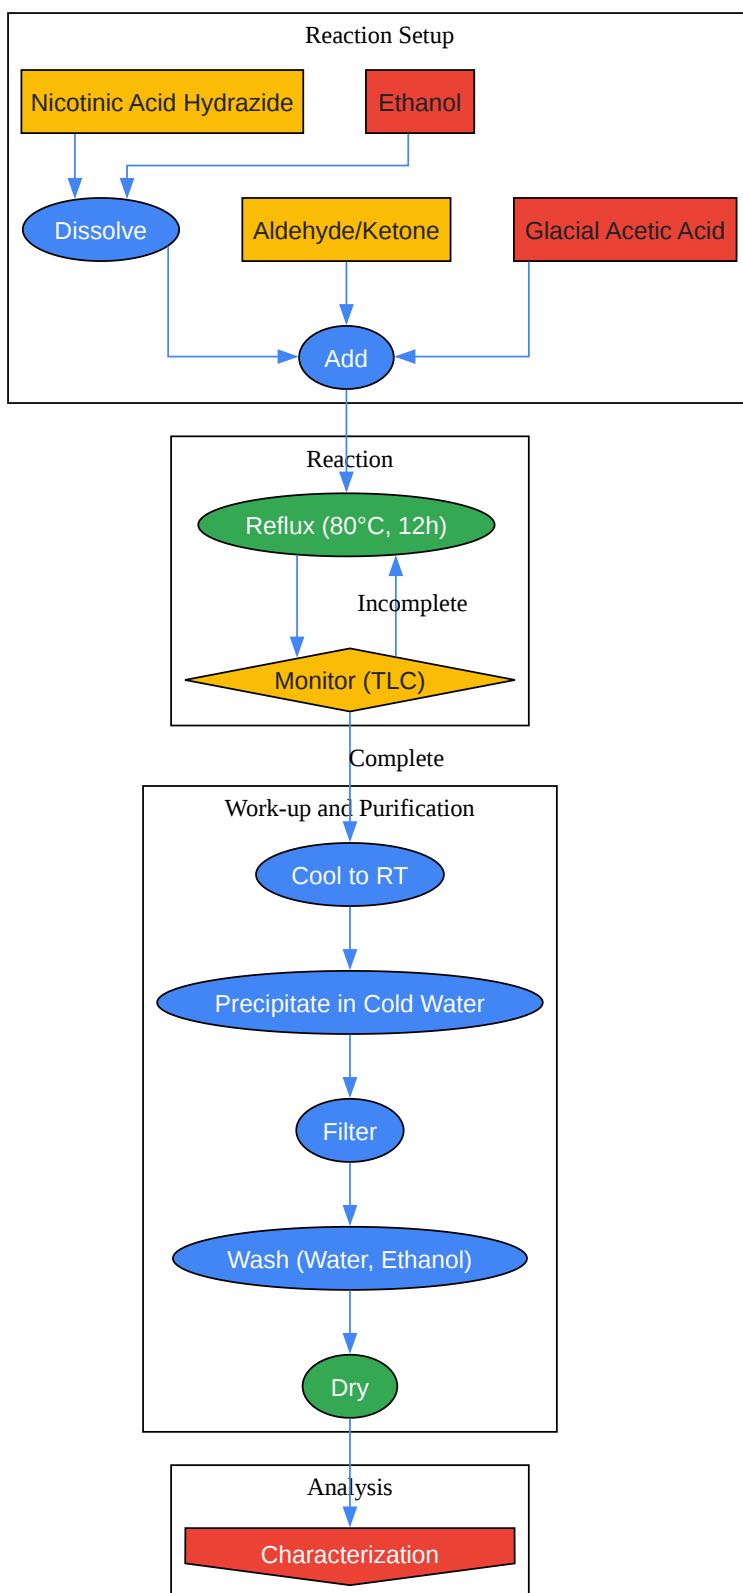 Reaction Setup
Nicotinic Acid Hydrazide
Ethanol
Dissolve
Aldehyde/Ketone
Glacial Acetic Acid
Add
Reaction
Reflux (80°C, 12h)
Incomplete
Monitor (TLC)
Complete
Work-up and Purification
Cool to RT
Precipitate in Cold Water
Filter
Wash (Water, Ethanol)
Dry
Analysis
Characterization